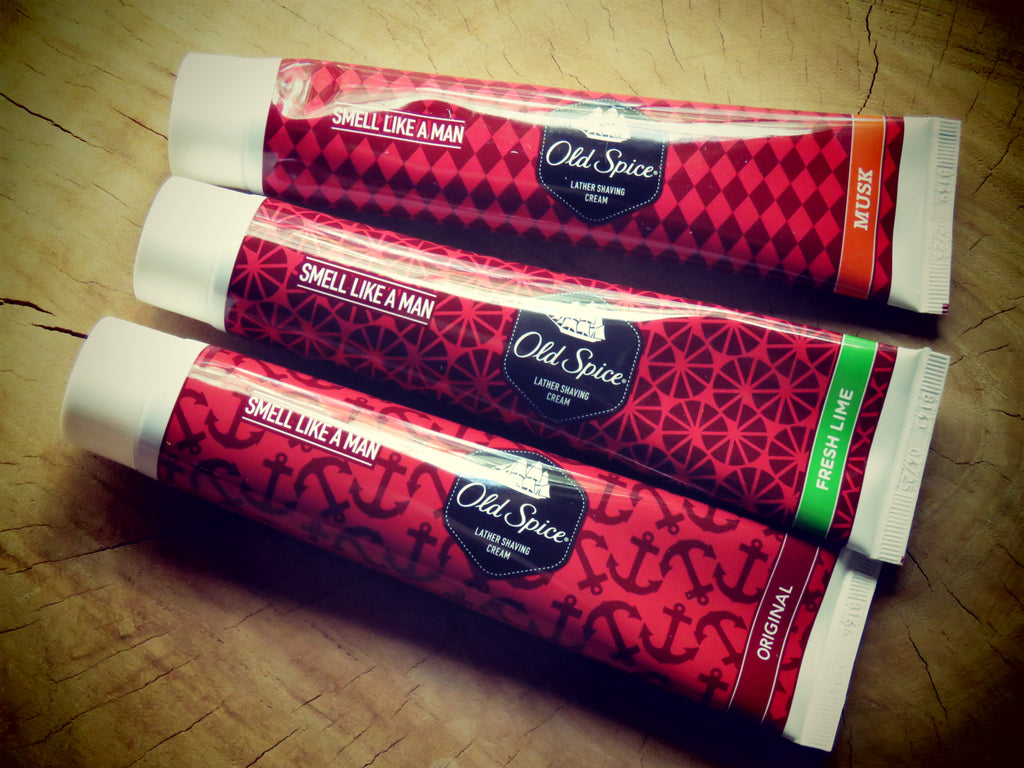 SMELL LIKE A MAN
Old Spice
LATHER SHAVING
CREAM
MUSK
SMELL LIKE A MAN
Old Spice
LATHER SHAVING
CREAM
FRESH LIME
SMELL LIKE A MAN
Old Spice
LATHER SHAVING
CREAM
ORIGINAL